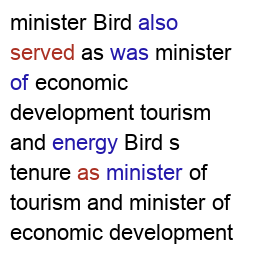 minister Bird also
served as was minister
of economic
development tourism
and energy Bird s
tenure as minister of
tourism and minister of
economic development